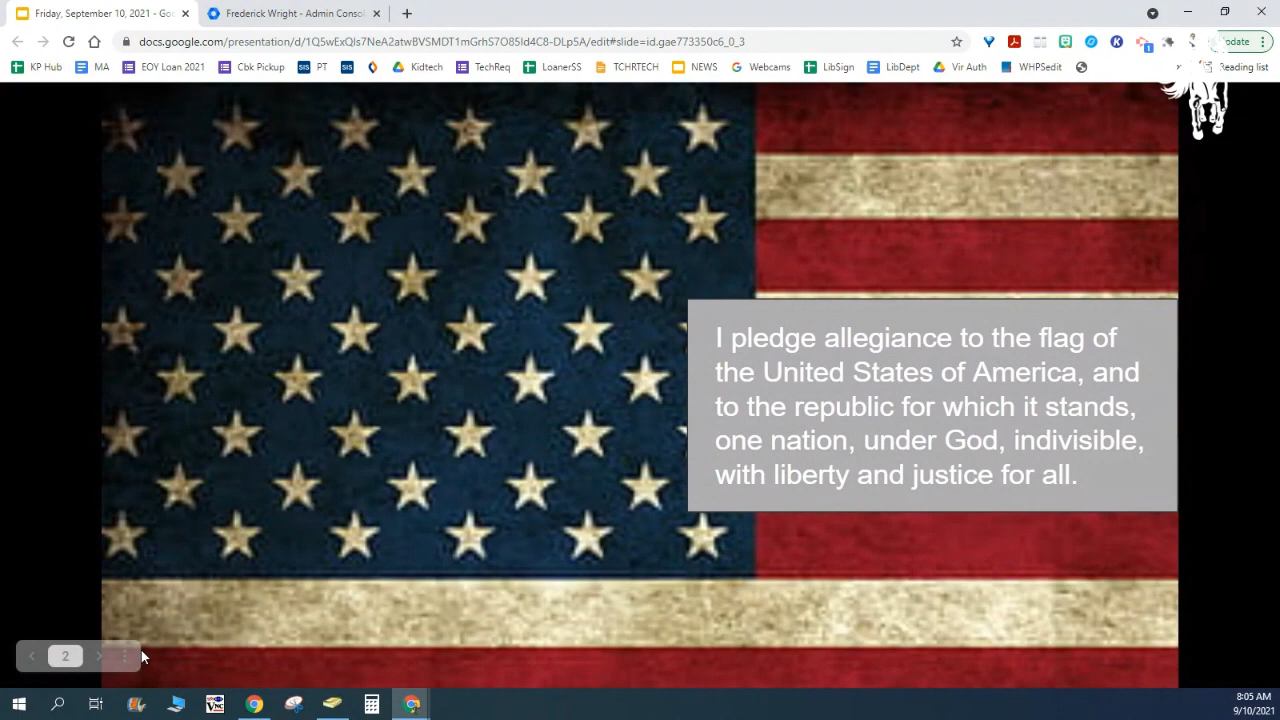 Friday, September 10, 2021 - Goo
Frederick Wright - Admin Consol
docs.google.com/presentation/d/1Q5wExQIs7NeA2atwBVSMDT1mGrhS7O85Id4C8-DLp5A/edit#slide=id.gae773350c6_0_3
Update
KP Hub MA EOY Loan 2021 Cbk Pickup SIS PT SIS Kidtech TechReq LoanerSS TCHRTECH NEWS Webcams LibSign LibDept Vir Auth WHPSedit Reading list
I pledge allegiance to the flag of
the United States of America, and
to the republic for which it stands,
one nation, under God, indivisible,
with liberty and justice for all.
2
8:05 AM
9/10/2021